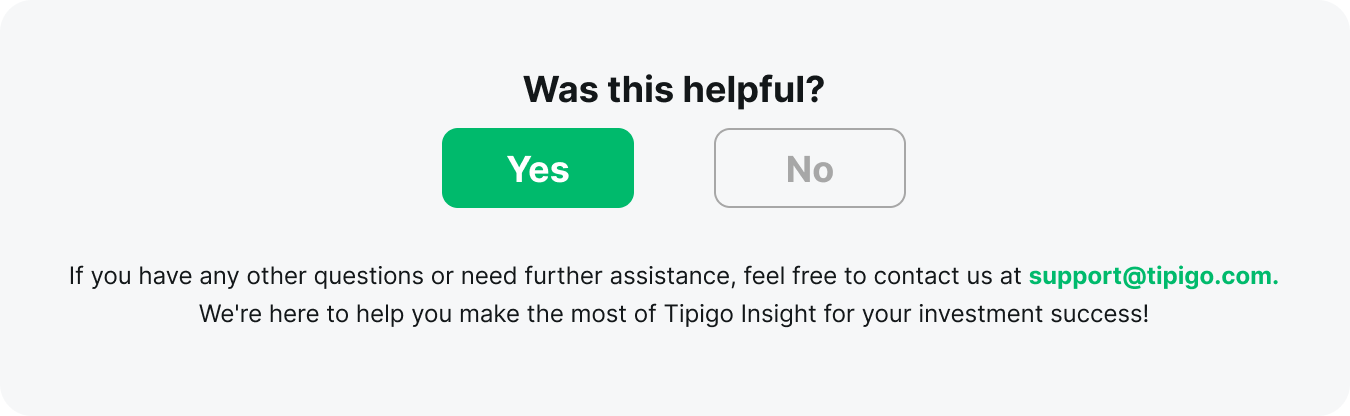 Was this helpful?
Yes No
If you have any other questions or need further assistance, feel free to contact us at support@tipigo.com.
We're here to help you make the most of Tipigo Insight for your investment success!